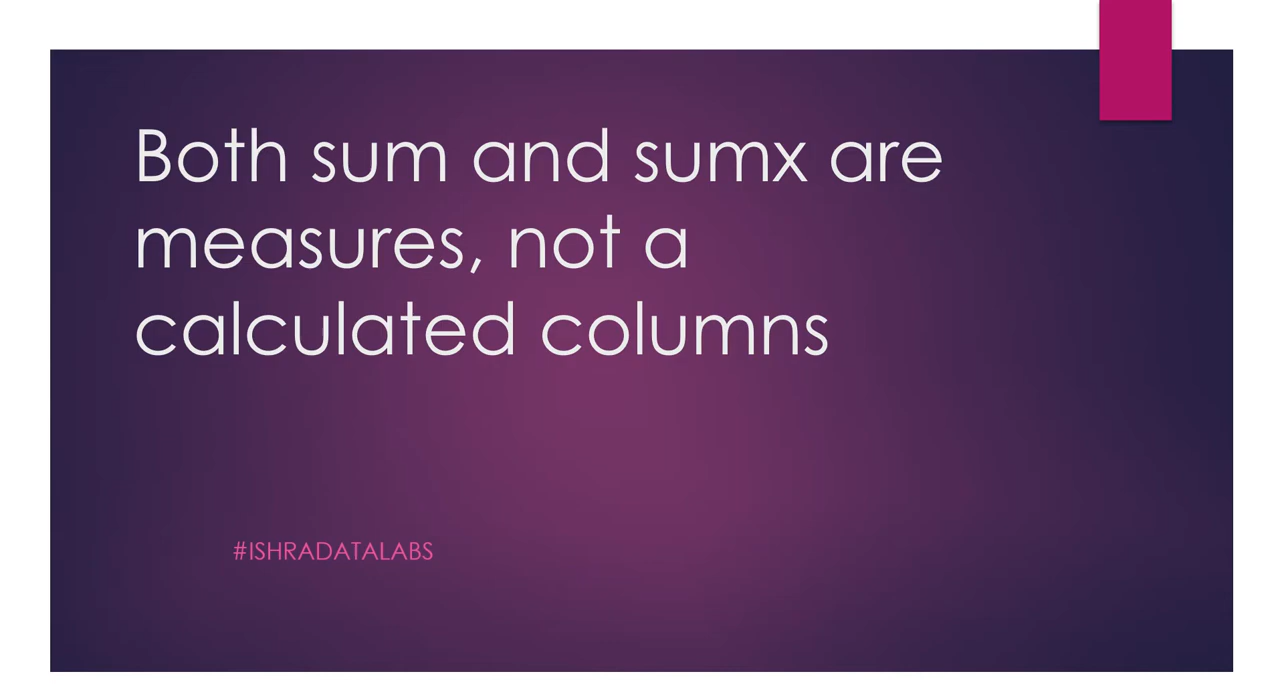 Both sum and sumx are
measures, not a
calculated columns
#ISHRADATALABS